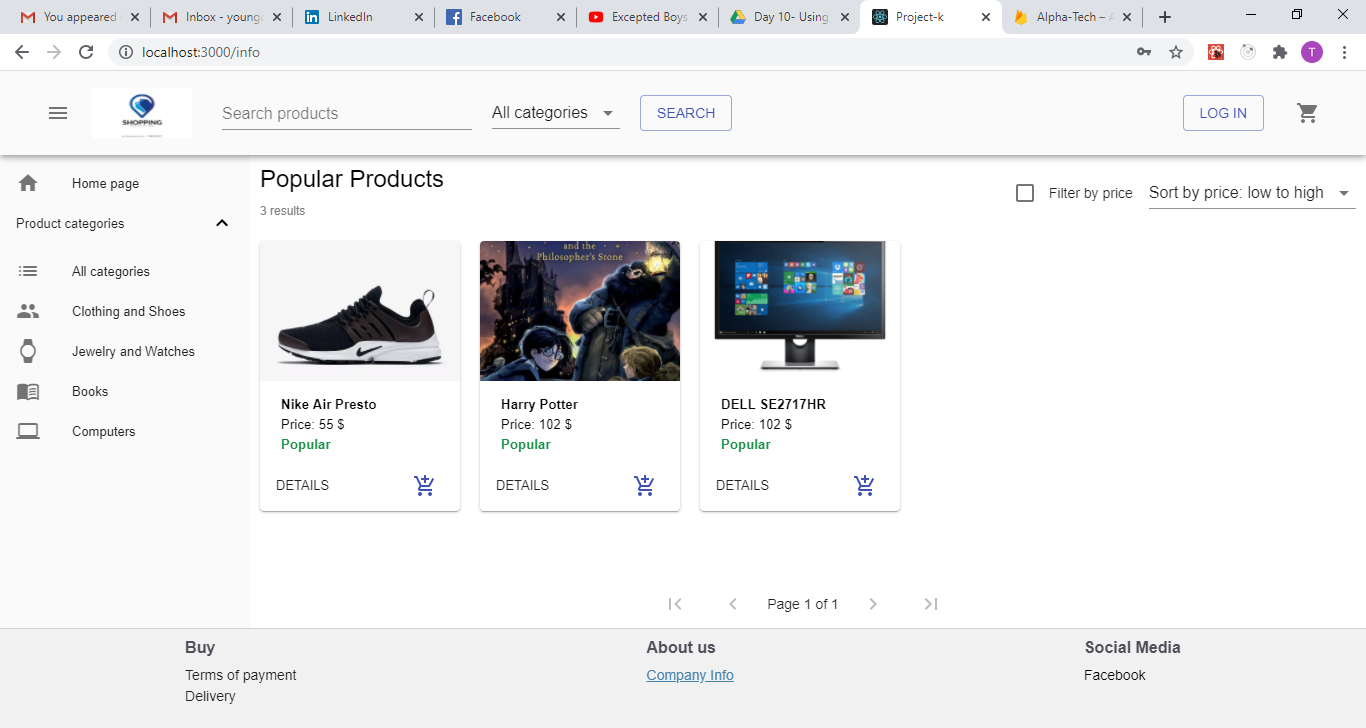 You appeared
Inbox - young
LinkedIn
Facebook
Excepted Boys
Day 10- Using
Project-k
Alpha-Tech –
localhost:3000/info
T
SHOPPING
Search products
All categories
SEARCH
LOG IN
Home page
Product categories
All categories
Clothing and Shoes
Jewelry and Watches
Books
Computers
Popular Products
3 results
Filter by price
Sort by price: low to high
and the
Philosopher's Stone
Nike Air Presto
Price: 55 $
Popular
DETAILS
Harry Potter
Price: 102 $
Popular
DETAILS
DELL SE2717HR
Price: 102 $
Popular
DETAILS
Page 1 of 1
Buy
Terms of payment
Delivery
About us
Company Info
Social Media
Facebook